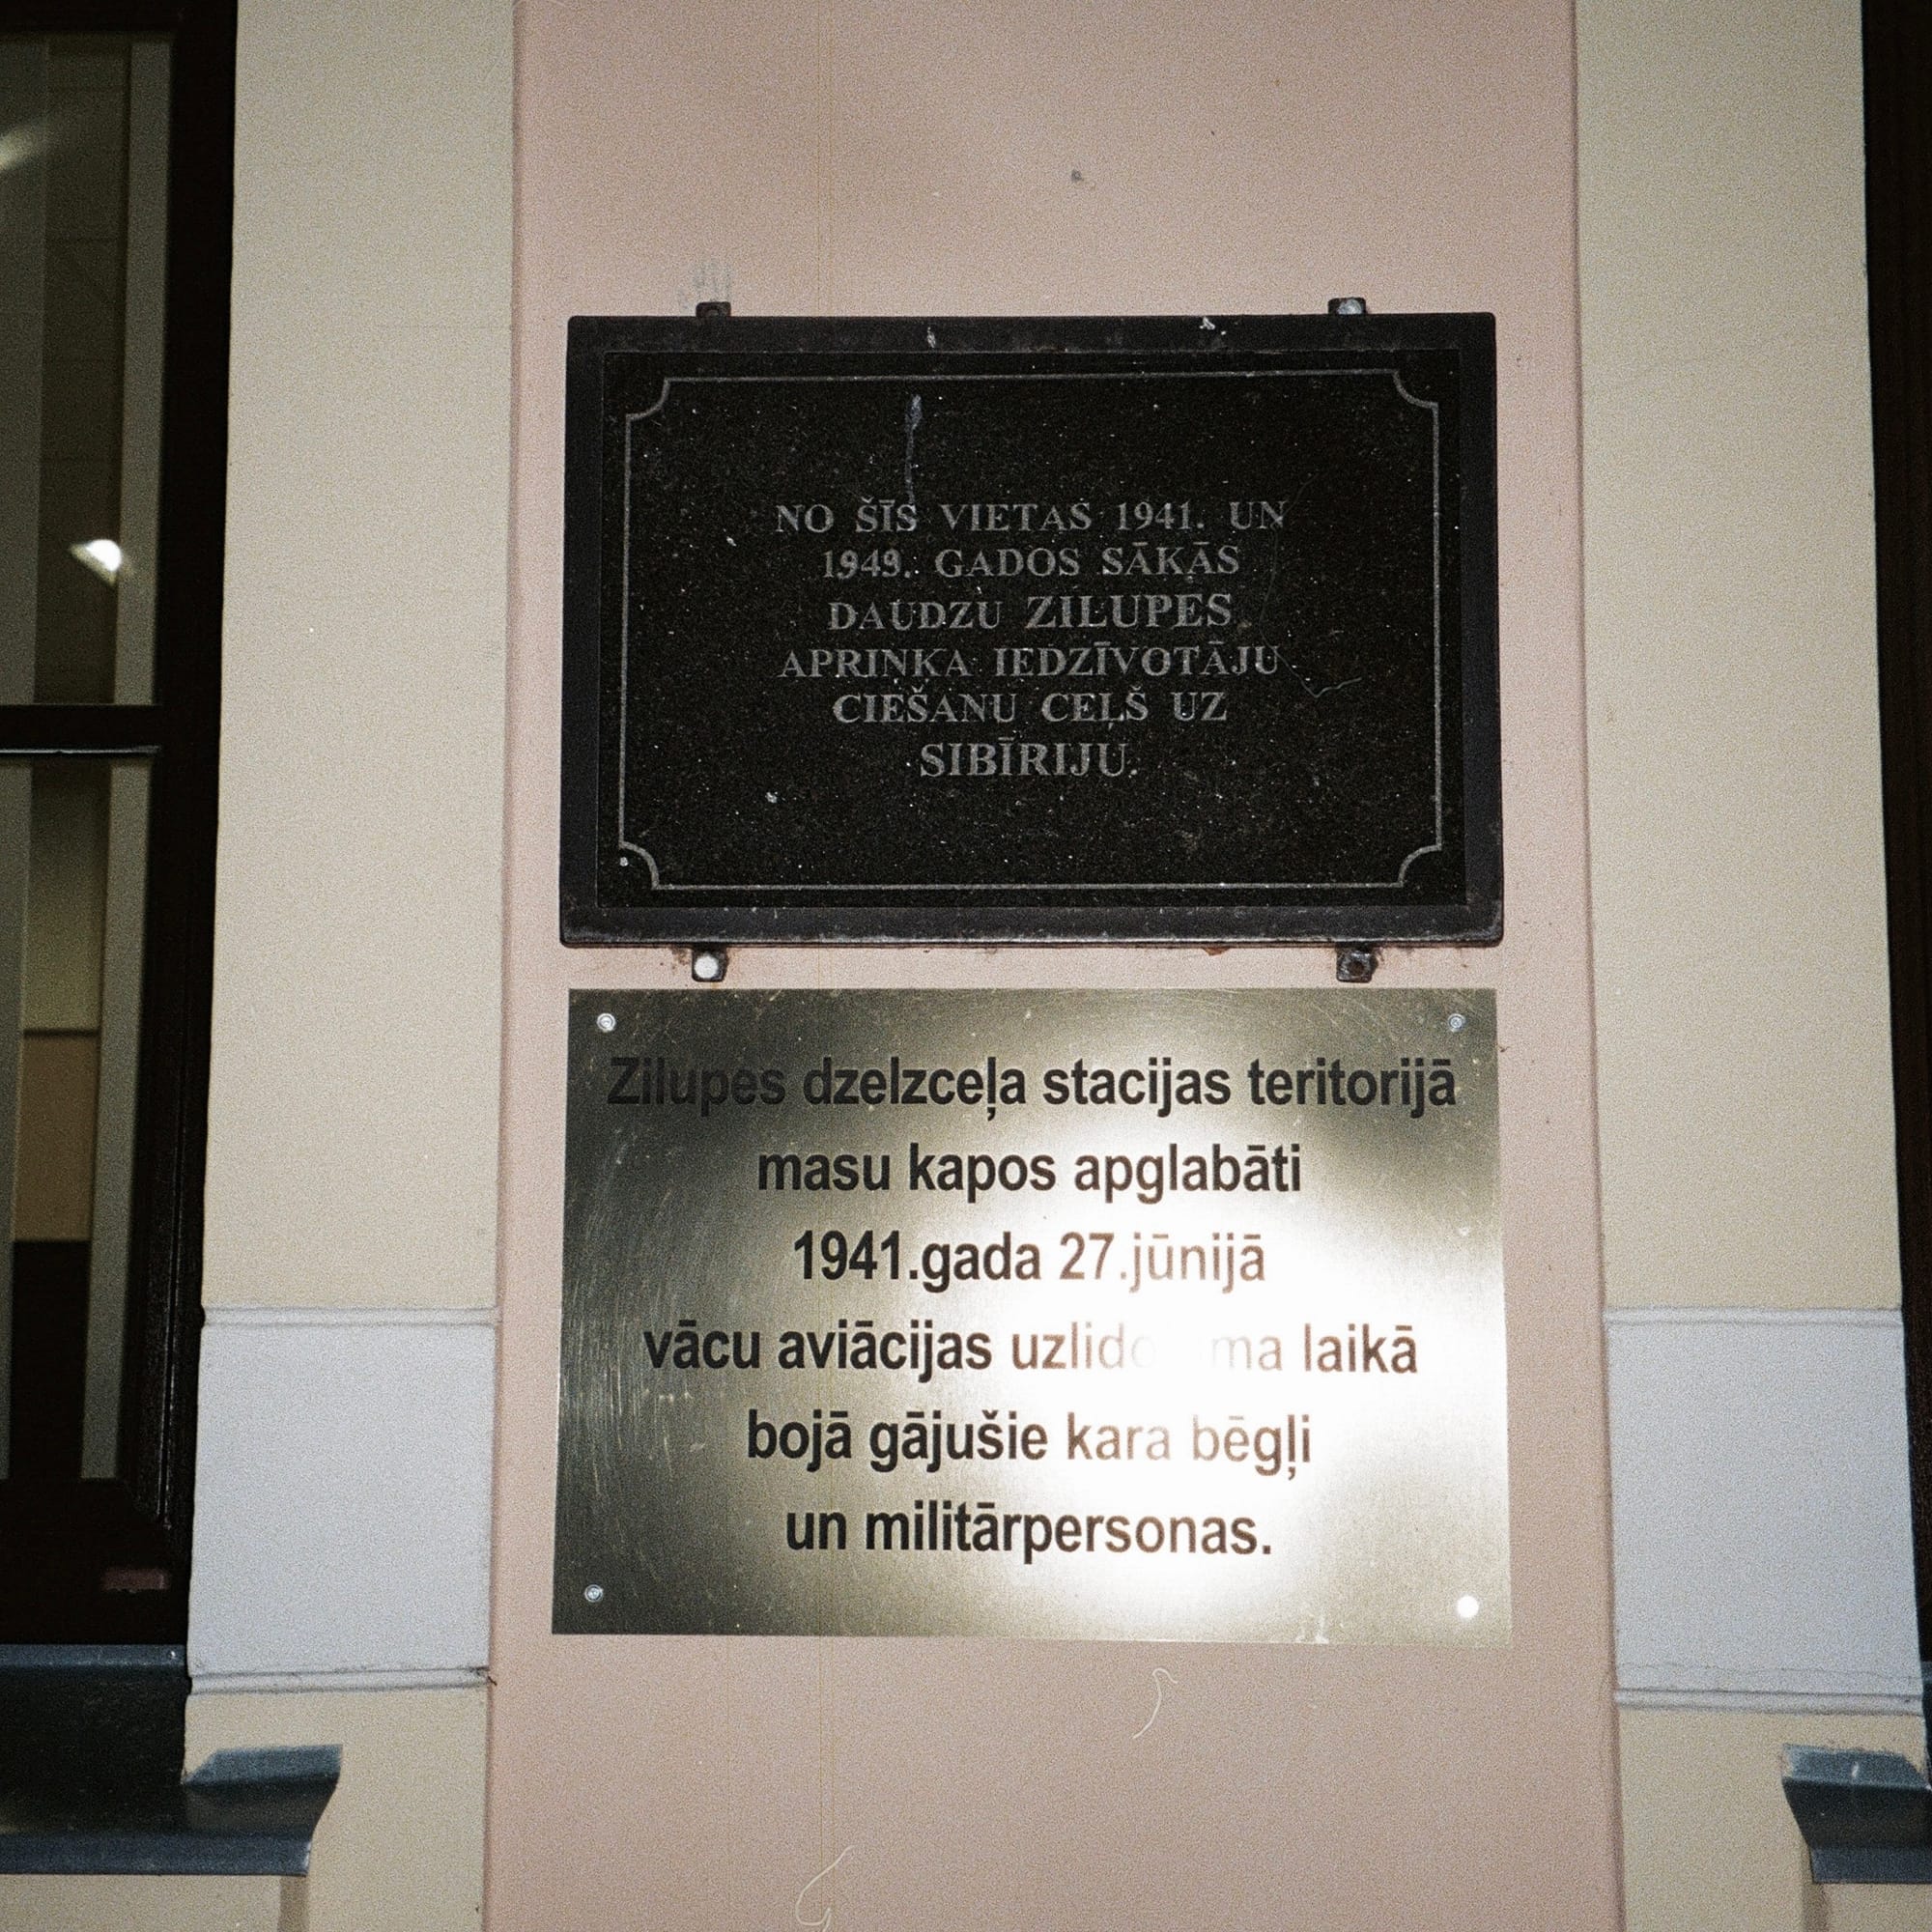 NO ŠĪS VIETAS 1941. UN
1949. GADOS SĀKĀS
DAUDZU ZILUPES
APRIŅĶA IEDZĪVOTĀJU
CIEŠANU CEĻŠ UZ
SIBĪRIJU.
Zilupes dzelzceļa stacijas teritorijā
masu kapos apglabāti
1941.gada 27.jūnijā
vācu aviācijas laikā
bojā gājušie kara bēgļi
un militārpersonas.